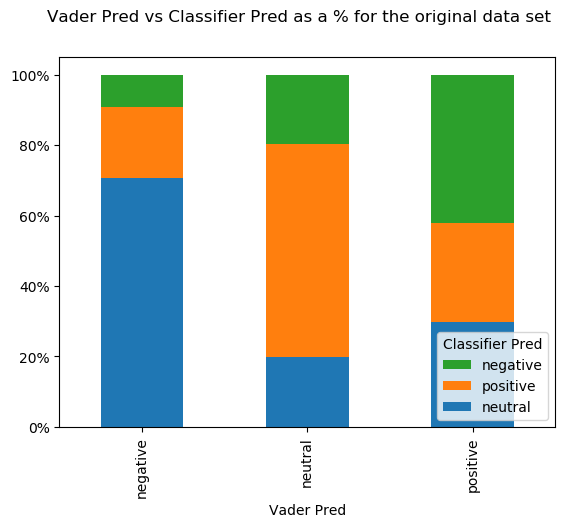 Vader Pred vs Classifier Pred as a % for the original data set
100%
80%
60%
40%
20%
0%
Classifier Pred
negative
positive
neutral
negative
neutral
positive
Vader Pred